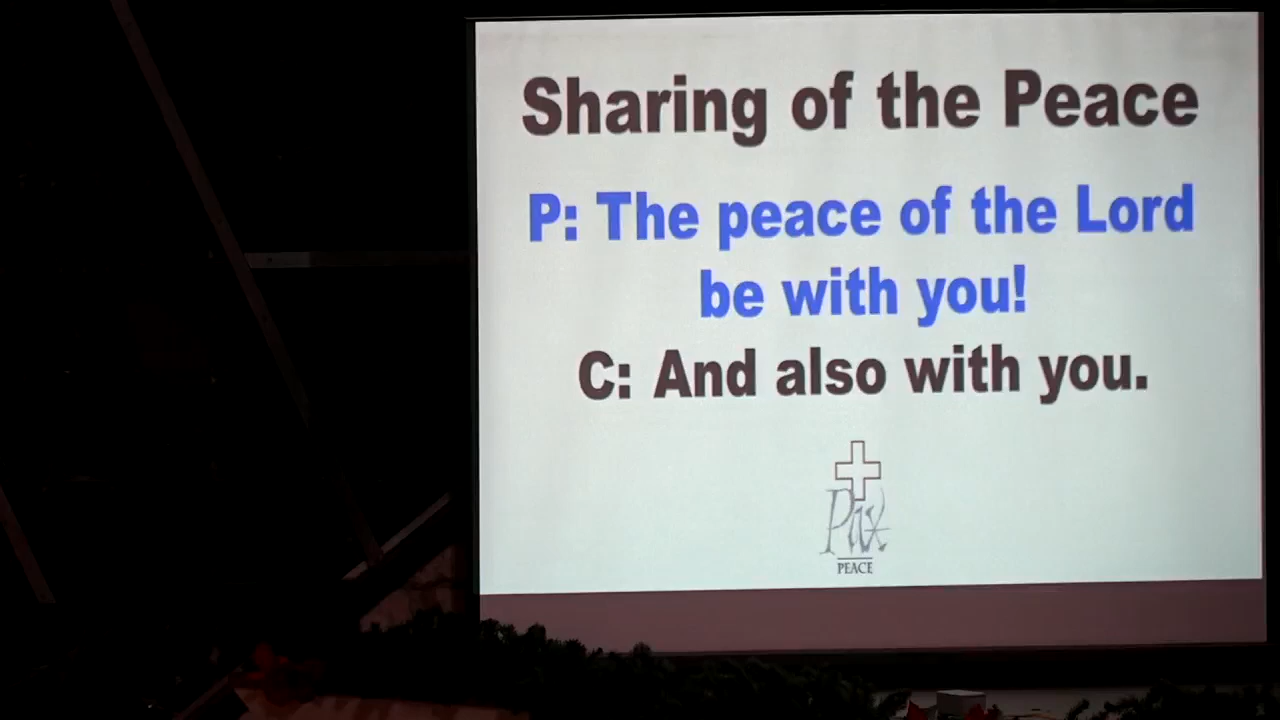 Sharing of the Peace
P: The peace of the Lord
be with you!
C: And also with you.
Pax
PEACE